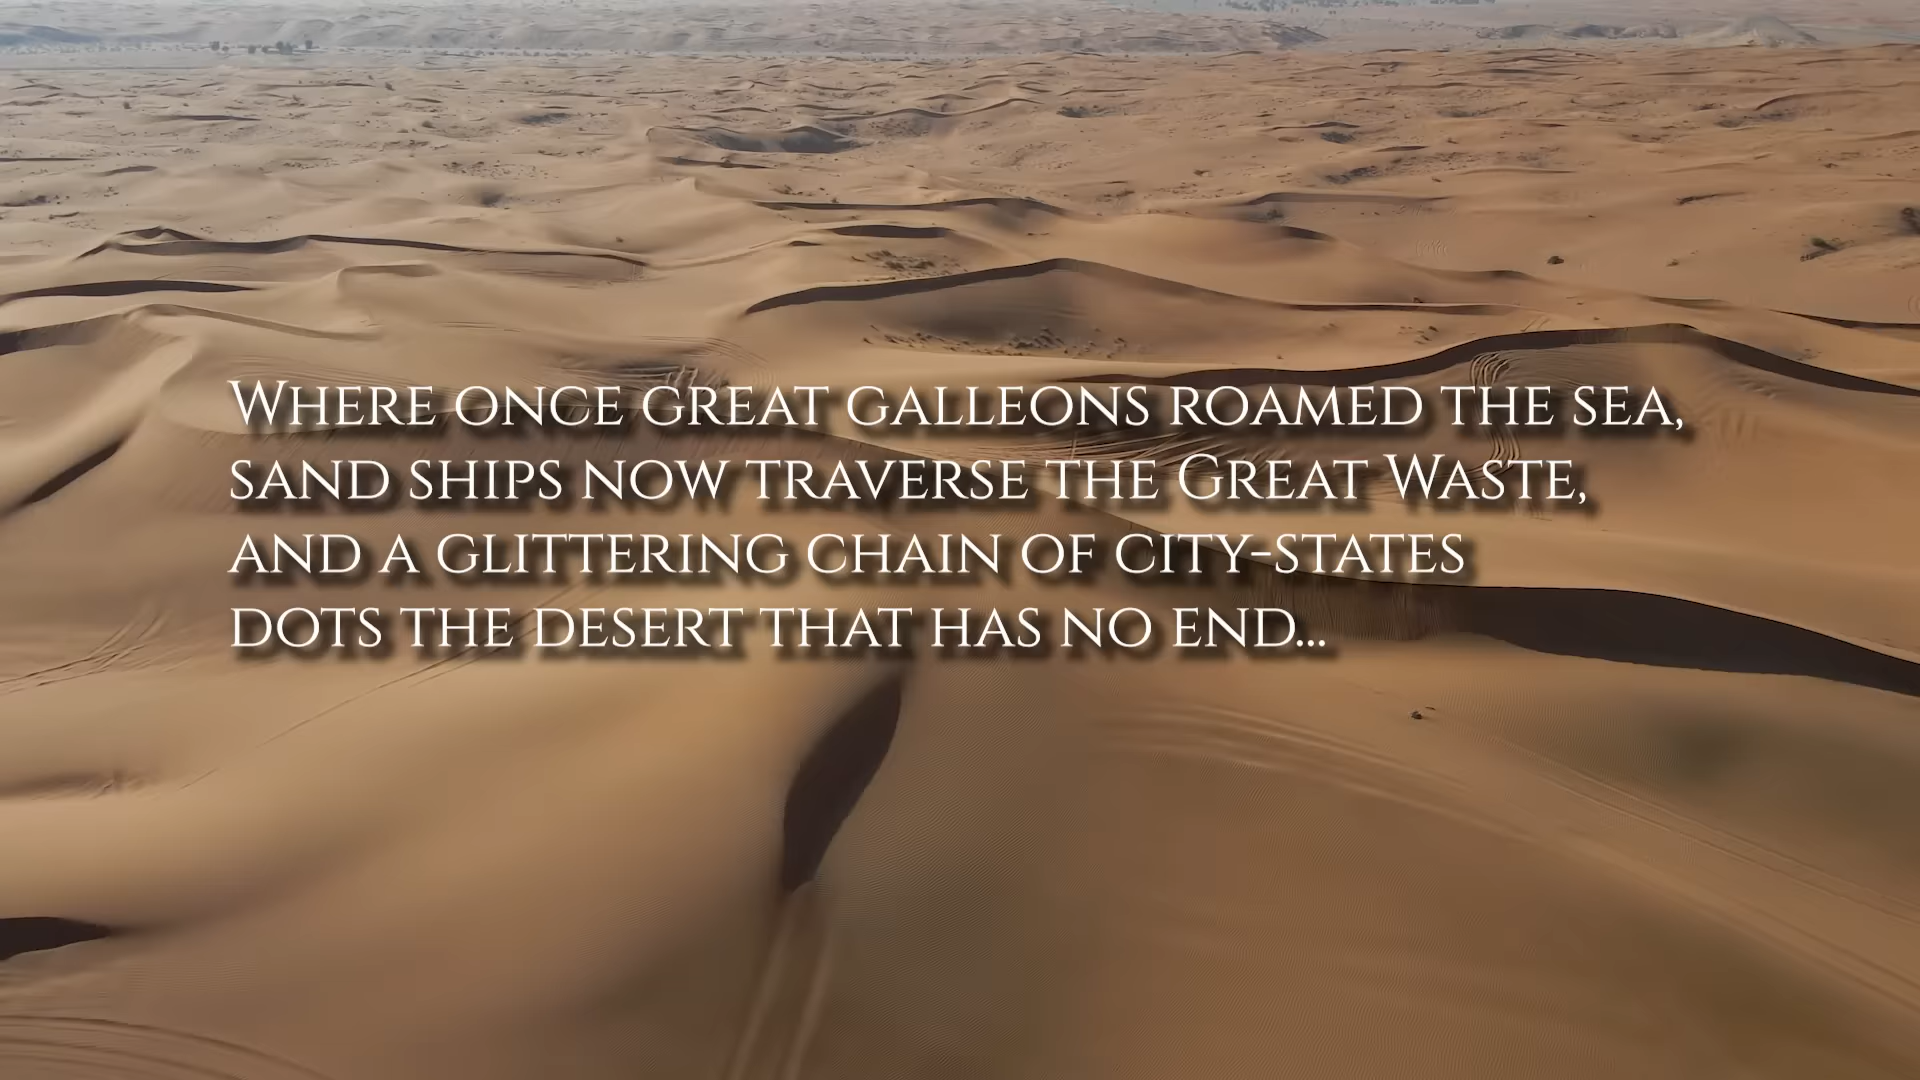 Where once great galleons roamed the sea,
sand ships now traverse the Great Waste,
and a glittering chain of city-states
dots the desert that has no end...